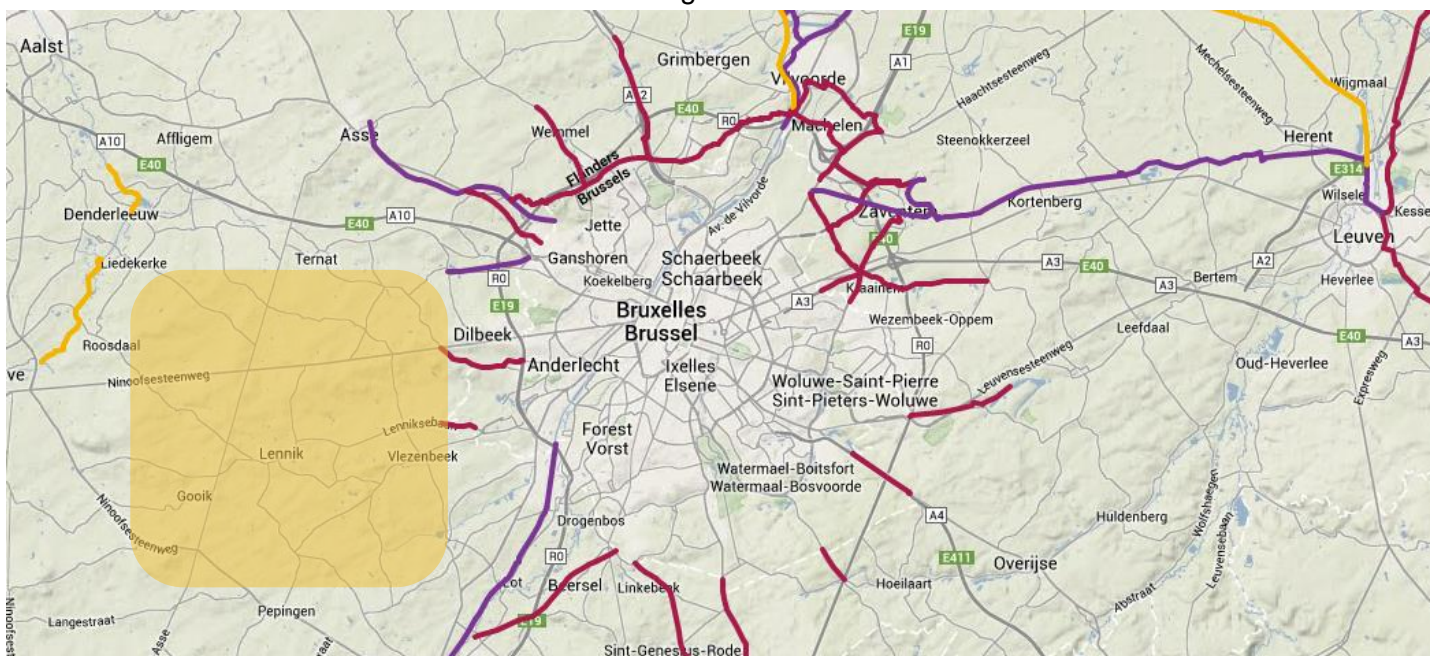 Aalst
Grimbergen
E19
Vilvoorde
A1
Mechelsesteenweg
Wijgmaal
Haachtsesteenweg
E40
R0
Machelen
Asse
Wemmel
Affligem
A10
Steenokkerzeel
Herent
E40
Flanders
Brussels
E314
Wilsele
Denderleeuw
E40
A10
Jette
Av. de Vilvorde
Zaventem
Kortenberg
Leuven
Liedekerke
Ternat
Ganshoren
Schaerbeek
Schaarbeek
A3
E40
A2
Bertem
Heverlee
R0
Koekelberg
E19
A3
Kraainem
A3
Bruxelles
Brussel
Wezembeek-Oppem
Leefdaal
Roosdaal
Dilbeek
R0
E40
A3
Anderlecht
Ixelles
Elsene
Leuvensesteenweg
Oud-Heverlee
Ninoofsesteenweg
Woluwe-Saint-Pierre
Sint-Pieters-Woluwe
Expresweg
Forest
Vorst
Lennik
Vlezenbeek
Watermael-Boitsfort
Watermaal-Bosvoorde
Gooik
Ninoofsesteenweg
Drogenbos
A4
Huldenberg
Wolfshaegen
Leuvensebaan
R0
E411
Overijse
Beersel
Linkebeek
Hoeilaart
Abstraat
Pepingen
Langestraat
E19
Asse
Sint-Genesius-Rode